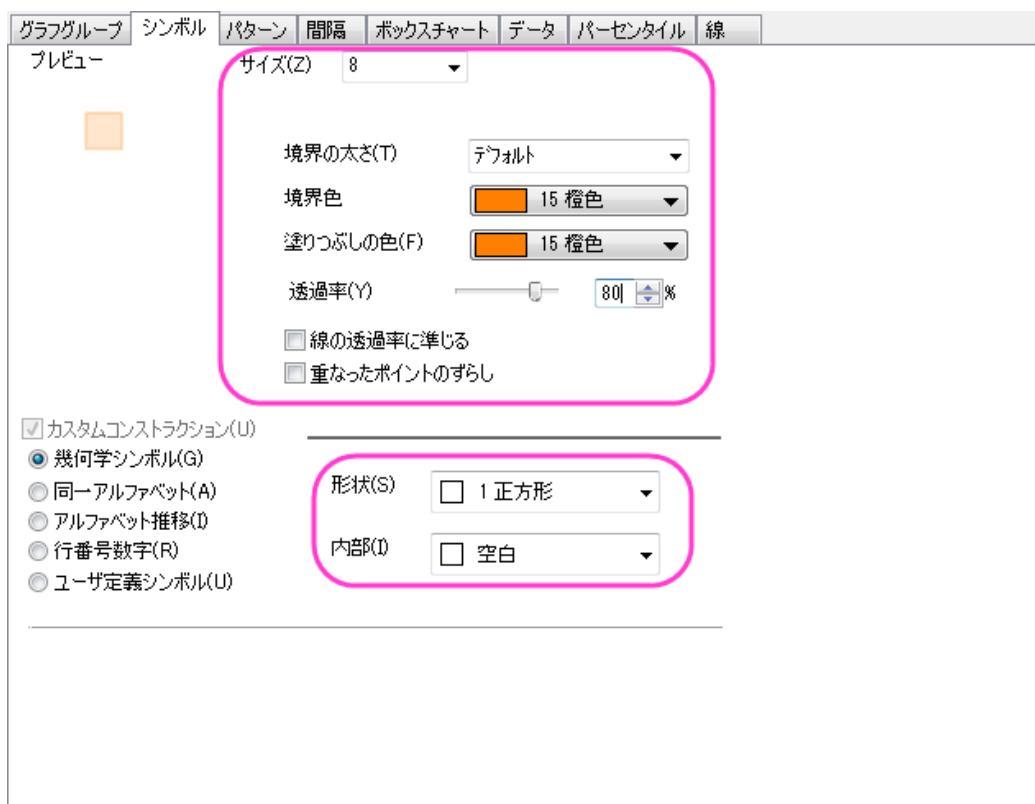 グラフグループ シンボル パターン 間隔 ボックスチャート データ パーセンタイル 線
プレビュー
サイズ(Z) 8
境界の太さ(T) デフォルト
境界色 15 橙色
塗りつぶしの色(F) 15 橙色
透過率(Y) 80 %
線の透過率に準じる
重なったポイントのずらし
カスタムコンストラクション(U)
幾何学シンボル(G)
同一アルファベット(A)
アルファベット推移(I)
行番号数字(R)
ユーザ定義シンボル(U)
形状(S) 1 正方形
内部(I) 空白